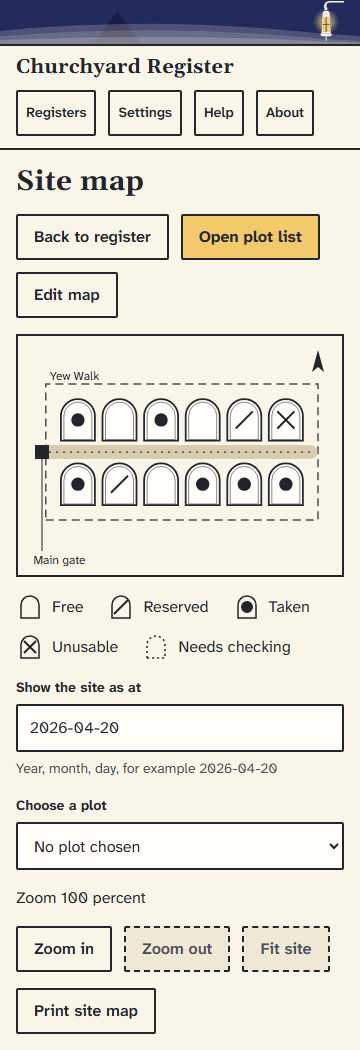 Churchyard Register
Registers Settings Help About
Site map
Back to register Open plot list
Edit map
Yew Walk
Main gate
Free Reserved Taken
Unusable Needs checking
Show the site as at
2026-04-20
Year, month, day, for example 2026-04-20
Choose a plot
No plot chosen
Zoom 100 percent
Zoom in Zoom out Fit site
Print site map